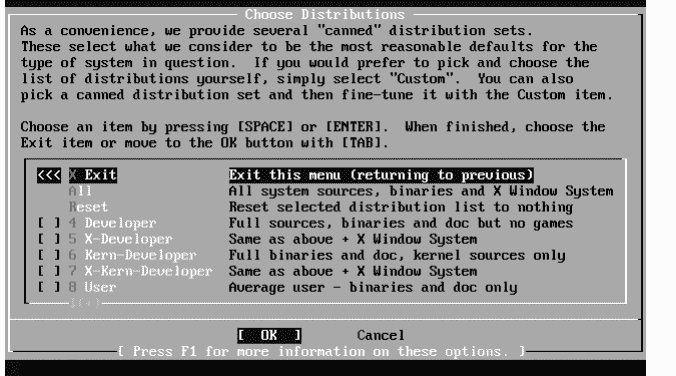 Choose Distributions
As a convenience, we provide several "canned" distribution sets.
These select what we consider to be the most reasonable defaults for the
type of system in question.  If you would prefer to pick and choose the
list of distributions yourself, simply select "Custom".  You can also
pick a canned distribution set and then fine-tune it with the Custom item.
Choose an item by pressing [SPACE] or [ENTER].  When finished, choose the
Exit item or move to the OK button with [TAB].
<<< X Exit Exit this menu (returning to previous)
All All system sources, binaries and X Window System
Reset Reset selected distribution list to nothing
[ ] 4 Developer Full sources, binaries and doc but no games
[ ] 5 X-Developer Same as above + X Window System
[ ] 6 Kern-Developer Full binaries and doc, kernel sources only
[ ] 7 X-Kern-Developer Same as above + X Window System
[ ] 8 User Average user - binaries and doc only
[ OK ] Cancel
[ Press F1 for more information on these options. ]